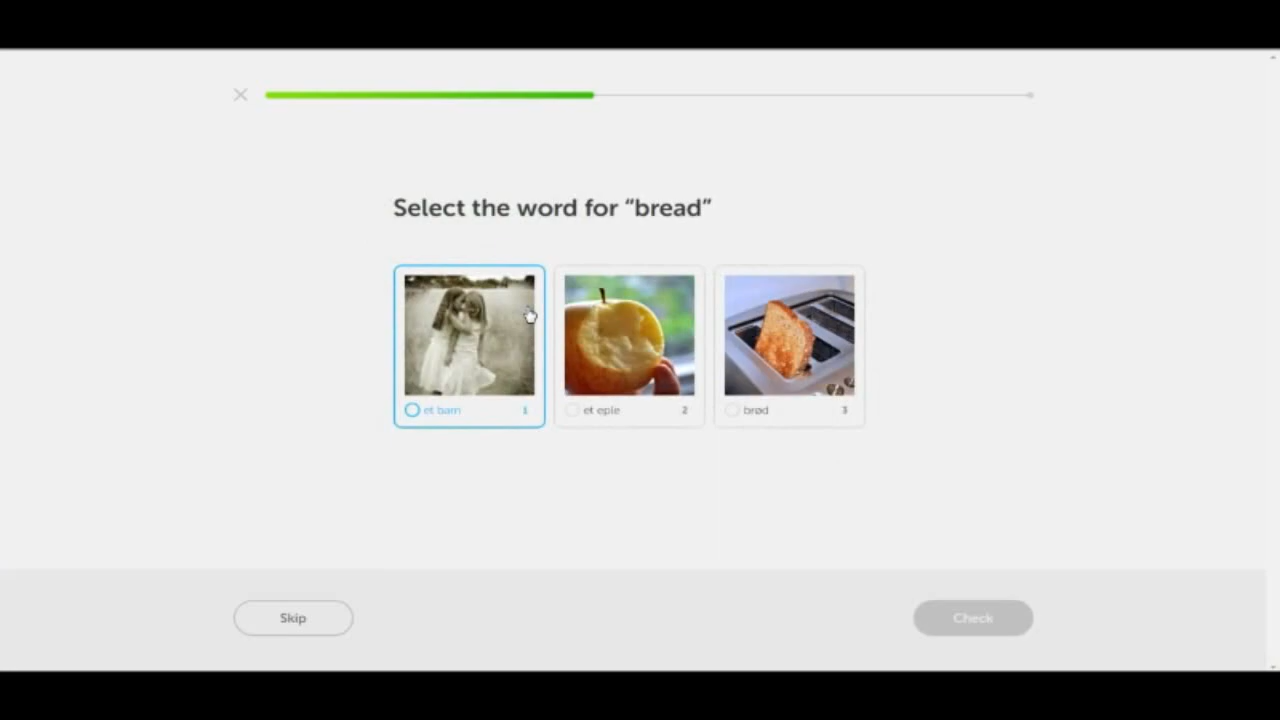 Select the word for “bread”
et barn 1
et eple 2
brød 3
Skip
Check